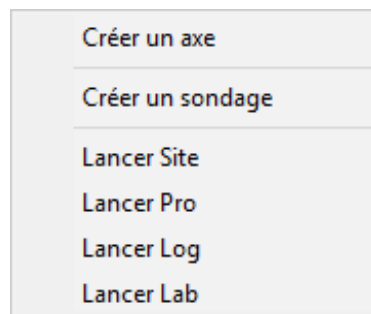 Créer un axe
Créer un sondage
Lancer Site
Lancer Pro
Lancer Log
Lancer Lab